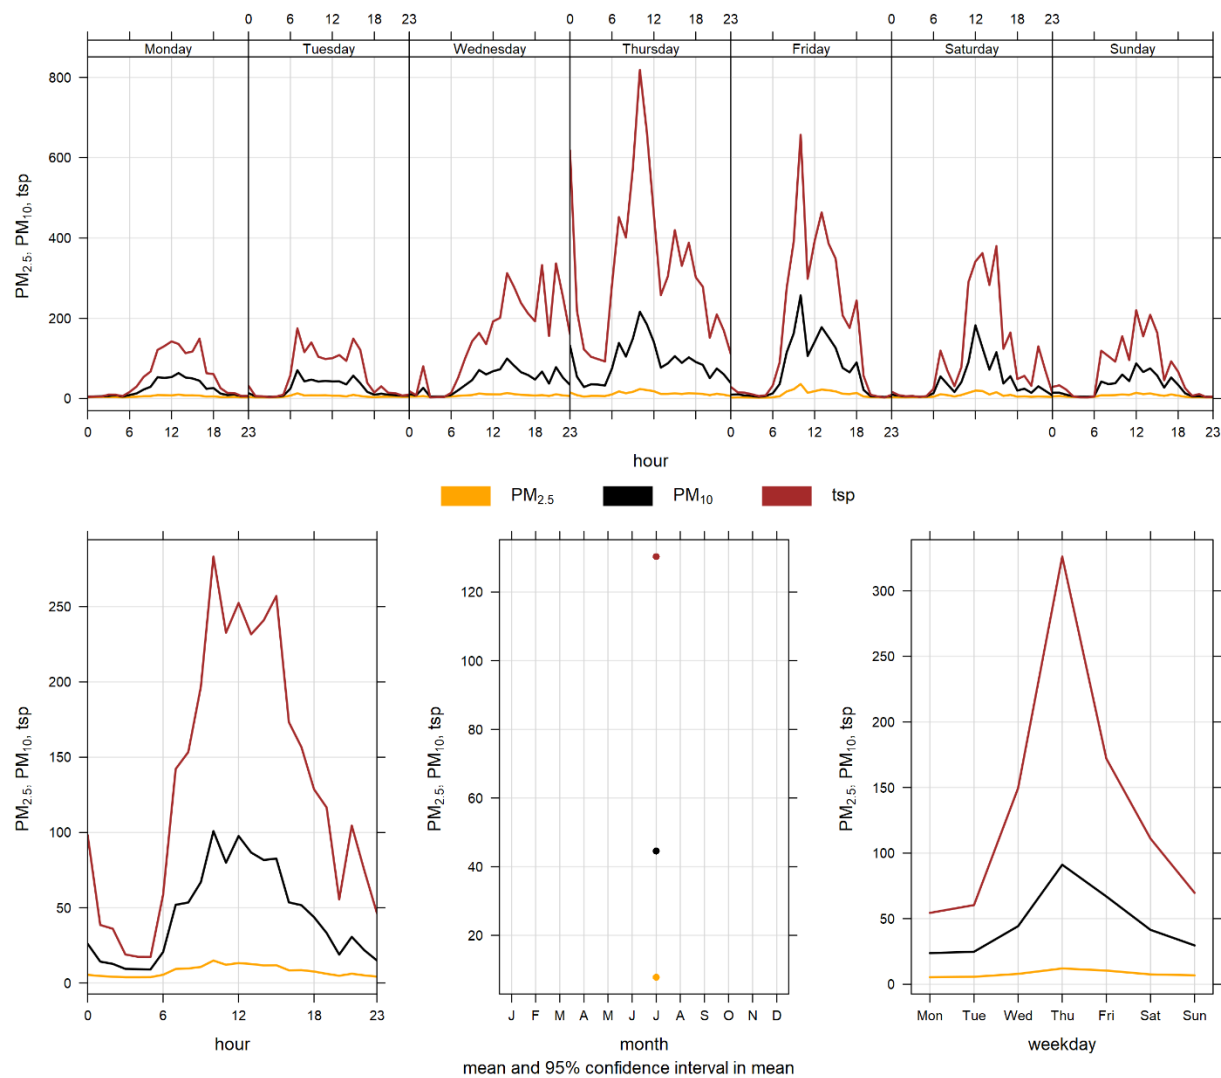 0 6 12 18 23 0 6 12 18 23 0 6 12 18 23
Monday Tuesday Wednesday Thursday Friday Saturday Sunday
800
600
400
200
0
PM2.5, PM10, tsp
0 6 12 18 23 0 6 12 18 23 0 6 12 18 23 0 6 12 18 23
hour
PM2.5 PM10 tsp
250
200
150
100
50
0
PM2.5, PM10, tsp
0 6 12 18 23
hour
120
100
80
60
40
20
PM2.5, PM10, tsp
J F M A M J J A S O N D
month
mean and 95% confidence interval in mean
300
250
200
150
100
50
0
PM2.5, PM10, tsp
Mon Tue Wed Thu Fri Sat Sun
weekday